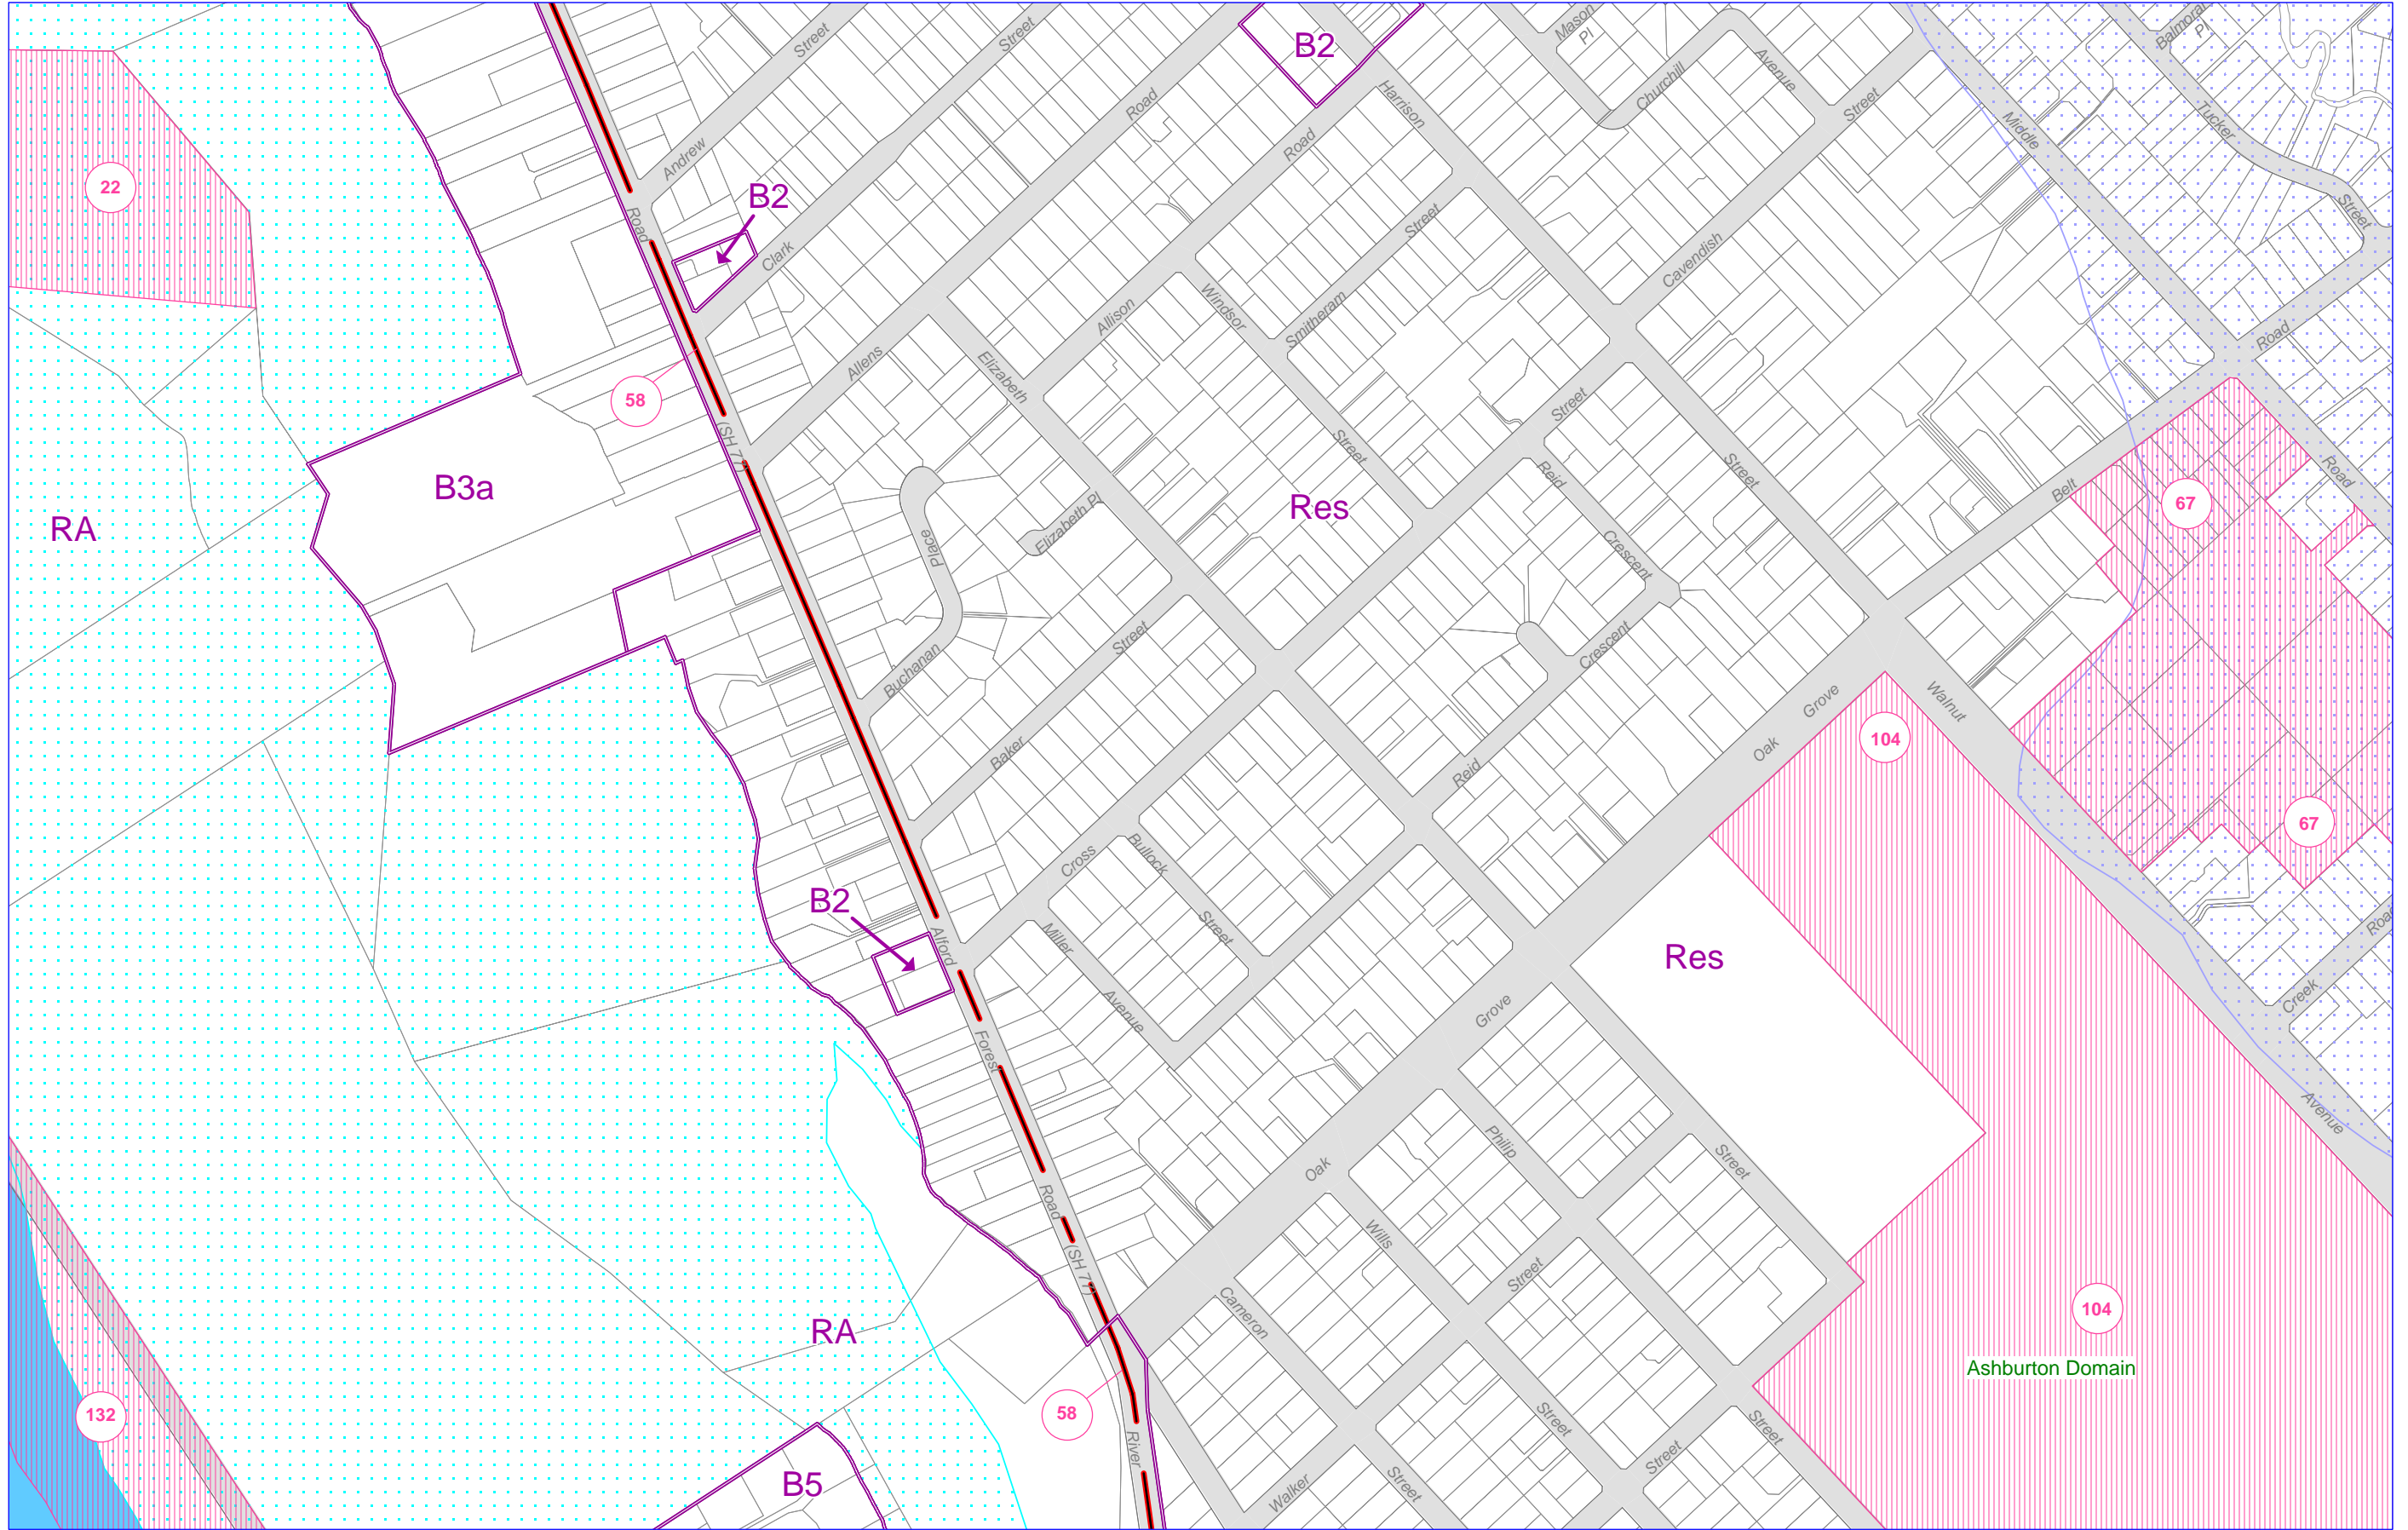 Street
Street
Mason
Pl
Balmoral
Pl
B2
Avenue
Churchill
Road
Harrison
Street
Tucker
Middle
Road
Andrew
22
B2
Road
Street
Street
Clark
Cavendish
Windsor
Allison
Smitheram
Road
Allens
Elizabeth
58
Street
(SH 77)
Street
Reid
Street
Road
B3a
Belt
67
Res
RA
Elizabeth Pl
Place
Crescent
Street
Crescent
Buchanan
Grove
Walnut
104
Oak
Baker
Reid
67
Cross
Bullock
B2
Street
Road
Alford
Miller
Res
Avenue
Grove
Creek
Forest
Avenue
Philip
Street
Oak
Road
Wills
(SH 77)
Street
Cameron
104
RA
Ashburton Domain
58
132
Street
Street
River
Street
B5
Street
Walker